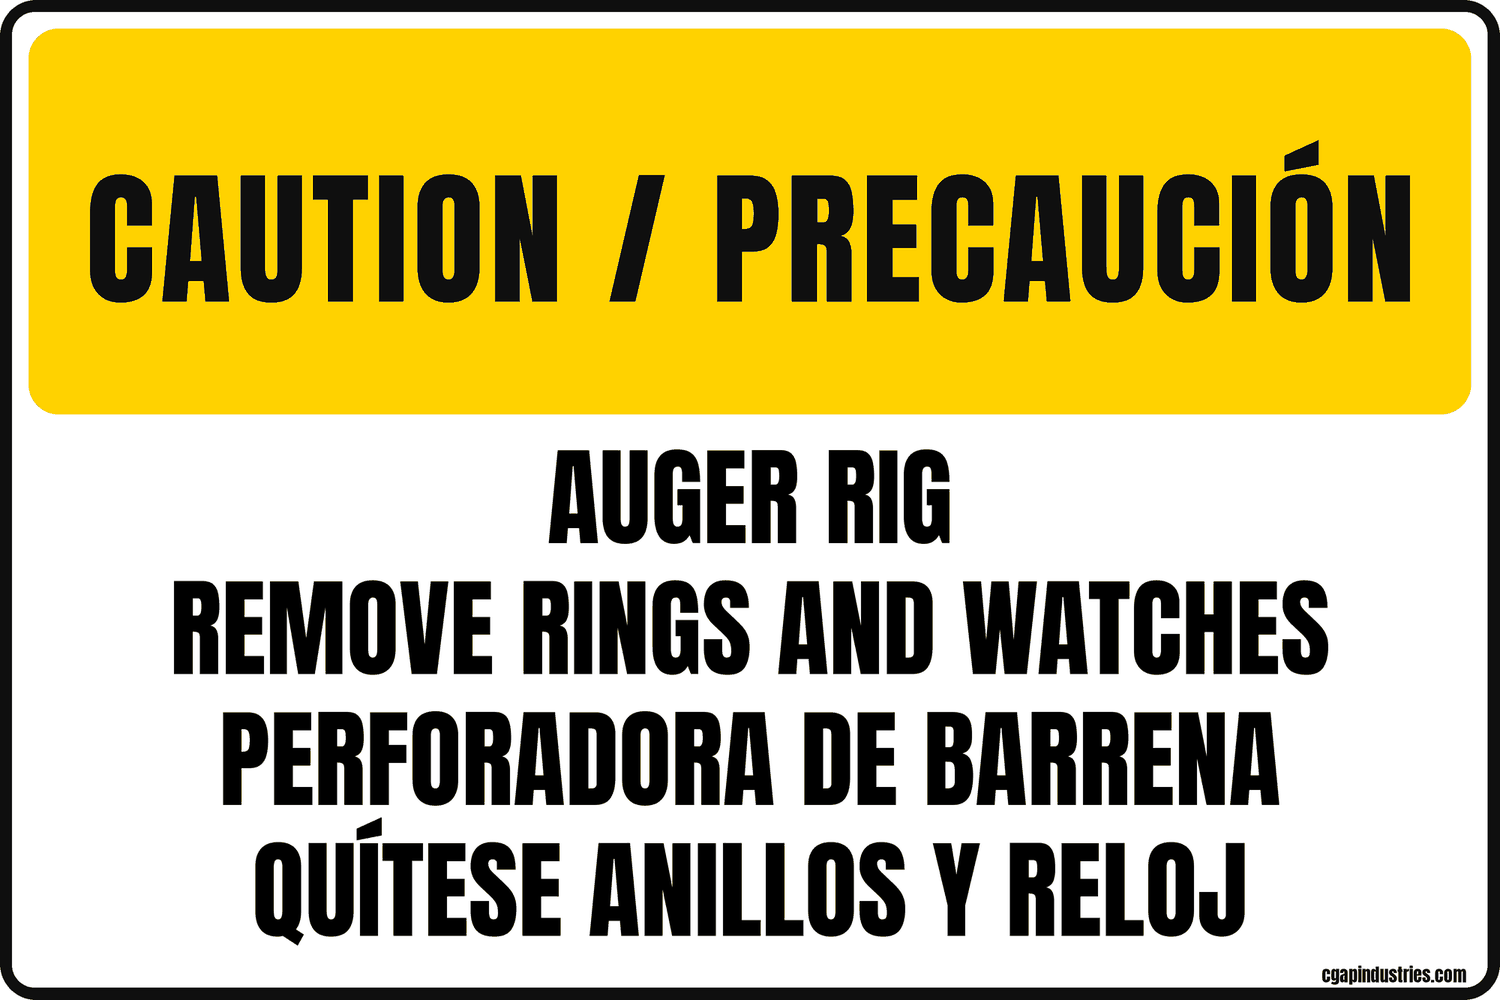 CAUTION / PRECAUCIÓN
AUGER RIG
REMOVE RINGS AND WATCHES
PERFORADORA DE BARRENA
QUÍTESE ANILLOS Y RELOJ
cgapindustries.com